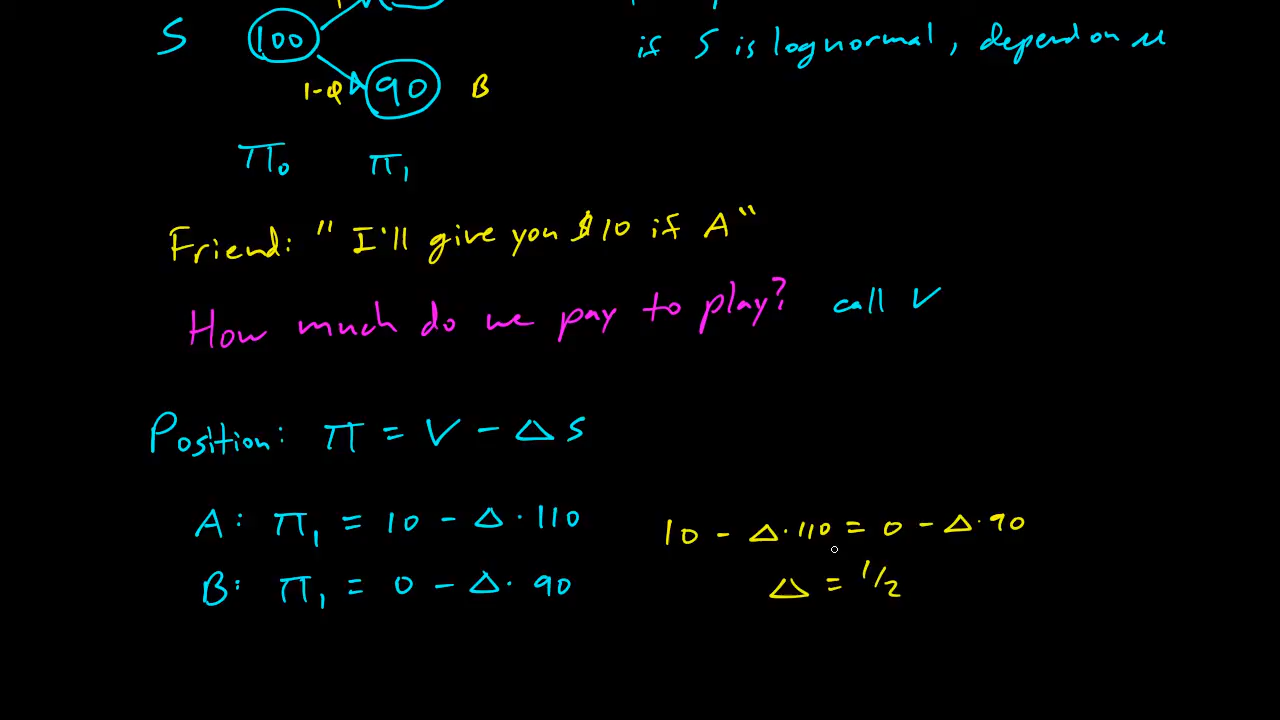 if S is lognormal, depend on μ
S 100
1-φ 90 B
Π₀ Π₁
Friend: " I'll give you $10 if A "
How much do we pay to play? call V
Position: Π = V - Δ S
A: Π₁ = 10 - Δ · 110
10 - Δ · 110 = 0 - Δ · 90
B: Π₁ = 0 - Δ · 90
Δ = 1/2